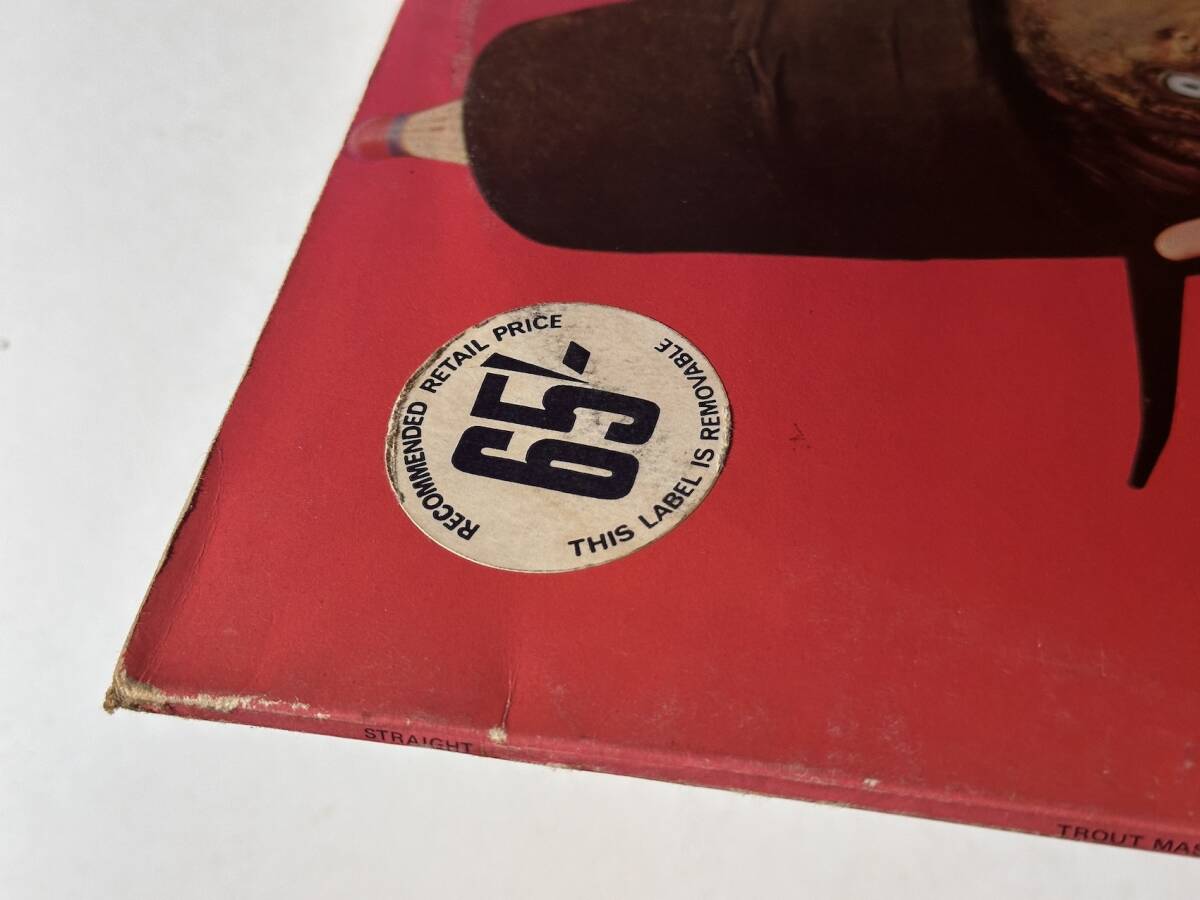 RECOMMENDED RETAIL PRICE
65/-
THIS LABEL IS REMOVABLE
STRAIGHT
TROUT MAS